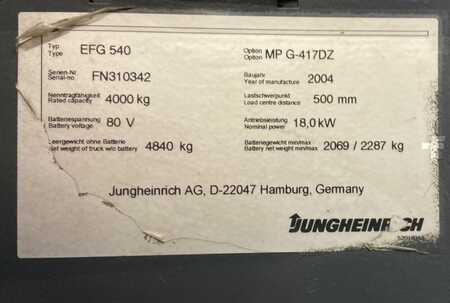 Typ
Type EFG 540
Option
Option MP G-417DZ
Serien-Nr.
Serial-no. FN310342
Baujahr
Year of manufacture 2004
Nenntragfähigkeit
Rated capacity 4000 kg
Lastschwerpunkt
Load centre distance 500 mm
Batteriespannung
Battery voltage 80 V
Antriebsleistung
Nominal power 18,0 kW
Leergewicht ohne Batterie
net weight of truck w/o battery 4840 kg
Batteriegewicht min/max
Battery net weight min/max 2069 / 2287 kg
Jungheinrich AG, D-22047 Hamburg, Germany
JUNGHEINRICH